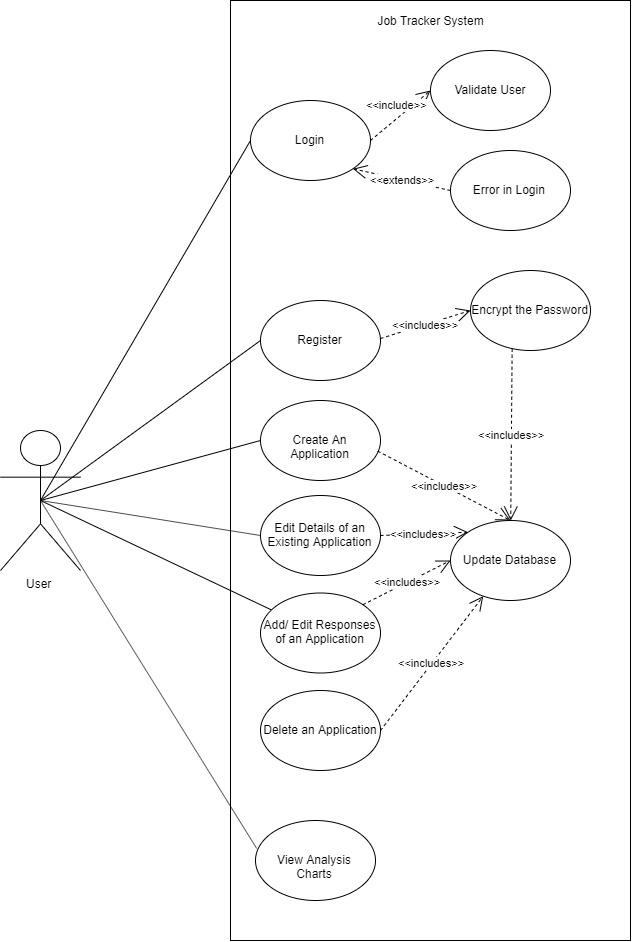 Job Tracker System
Validate User
<<include>>
Login
<<extends>>
Error in Login
Encrypt the Password
<<includes>>
Register
<<includes>>
Create An
Application
<<includes>>
Edit Details of an
Existing Application
<<includes>>
Update Database
<<includes>>
User
Add/ Edit Responses
of an Application
<<includes>>
Delete an Application
View Analysis
Charts